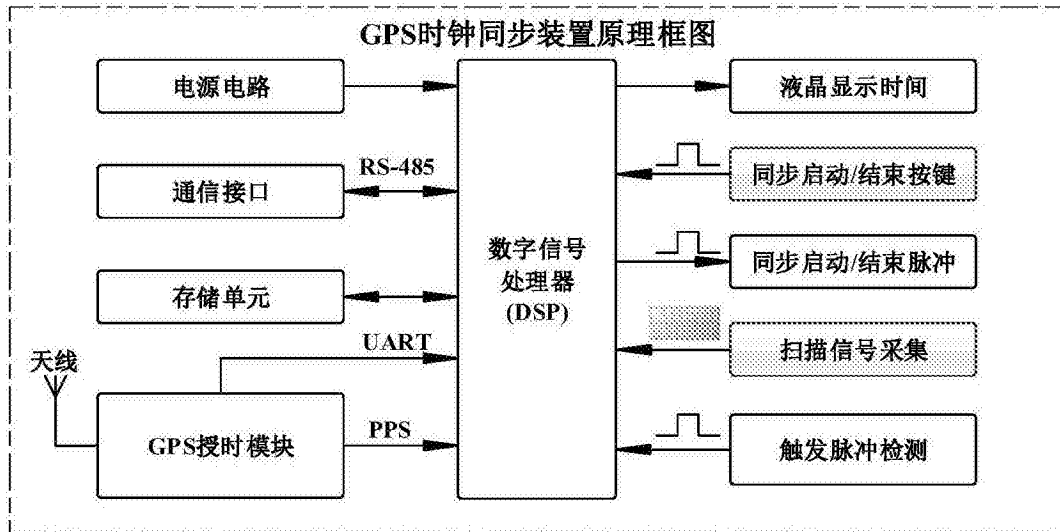 GPS时钟同步装置原理框图
电源电路
液晶显示时间
通信接口
RS-485
同步启动/结束按键
数字信号
处理器
(DSP)
同步启动/结束脉冲
存储单元
UART
扫描信号采集
天线
GPS授时模块
PPS
触发脉冲检测